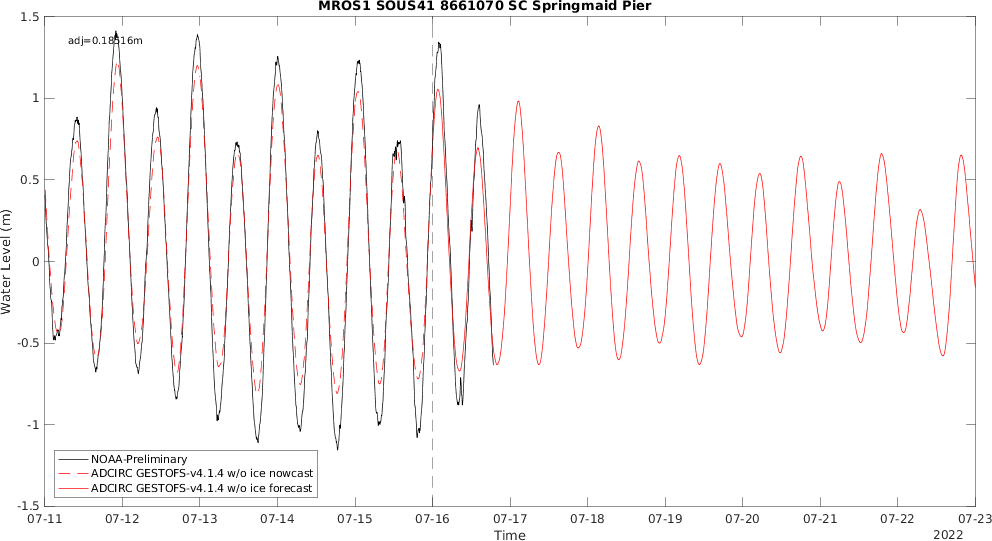 MROS1 SOUS41 8661070 SC Springmaid Pier
adj=0.18516m
1.5
1
0.5
0
-0.5
-1
-1.5
Water Level (m)
NOAA-Preliminary
ADCIRC GESTOFS-v4.1.4 w/o ice nowcast
ADCIRC GESTOFS-v4.1.4 w/o ice forecast
07-11 07-12 07-13 07-14 07-15 07-16 07-17 07-18 07-19 07-20 07-21 07-22 07-23
Time
2022